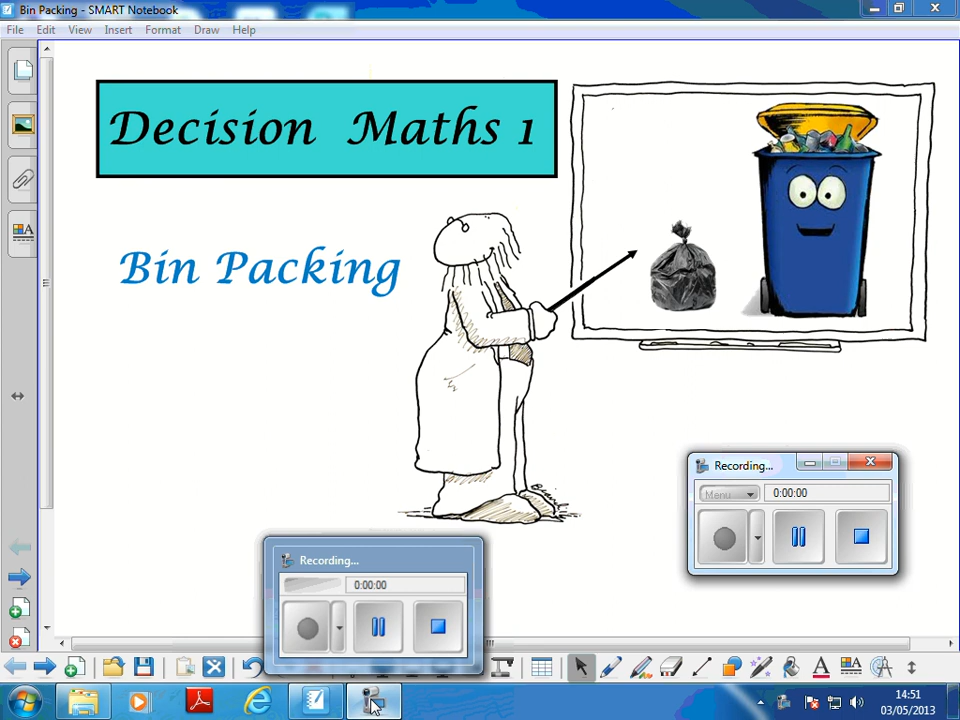 Bin Packing - SMART Notebook
File Edit View Insert Format Draw Help
Decision Maths 1
Bin Packing
Recording...
Menu
0:00:00
Recording...
0:00:00
14:51
03/05/2013